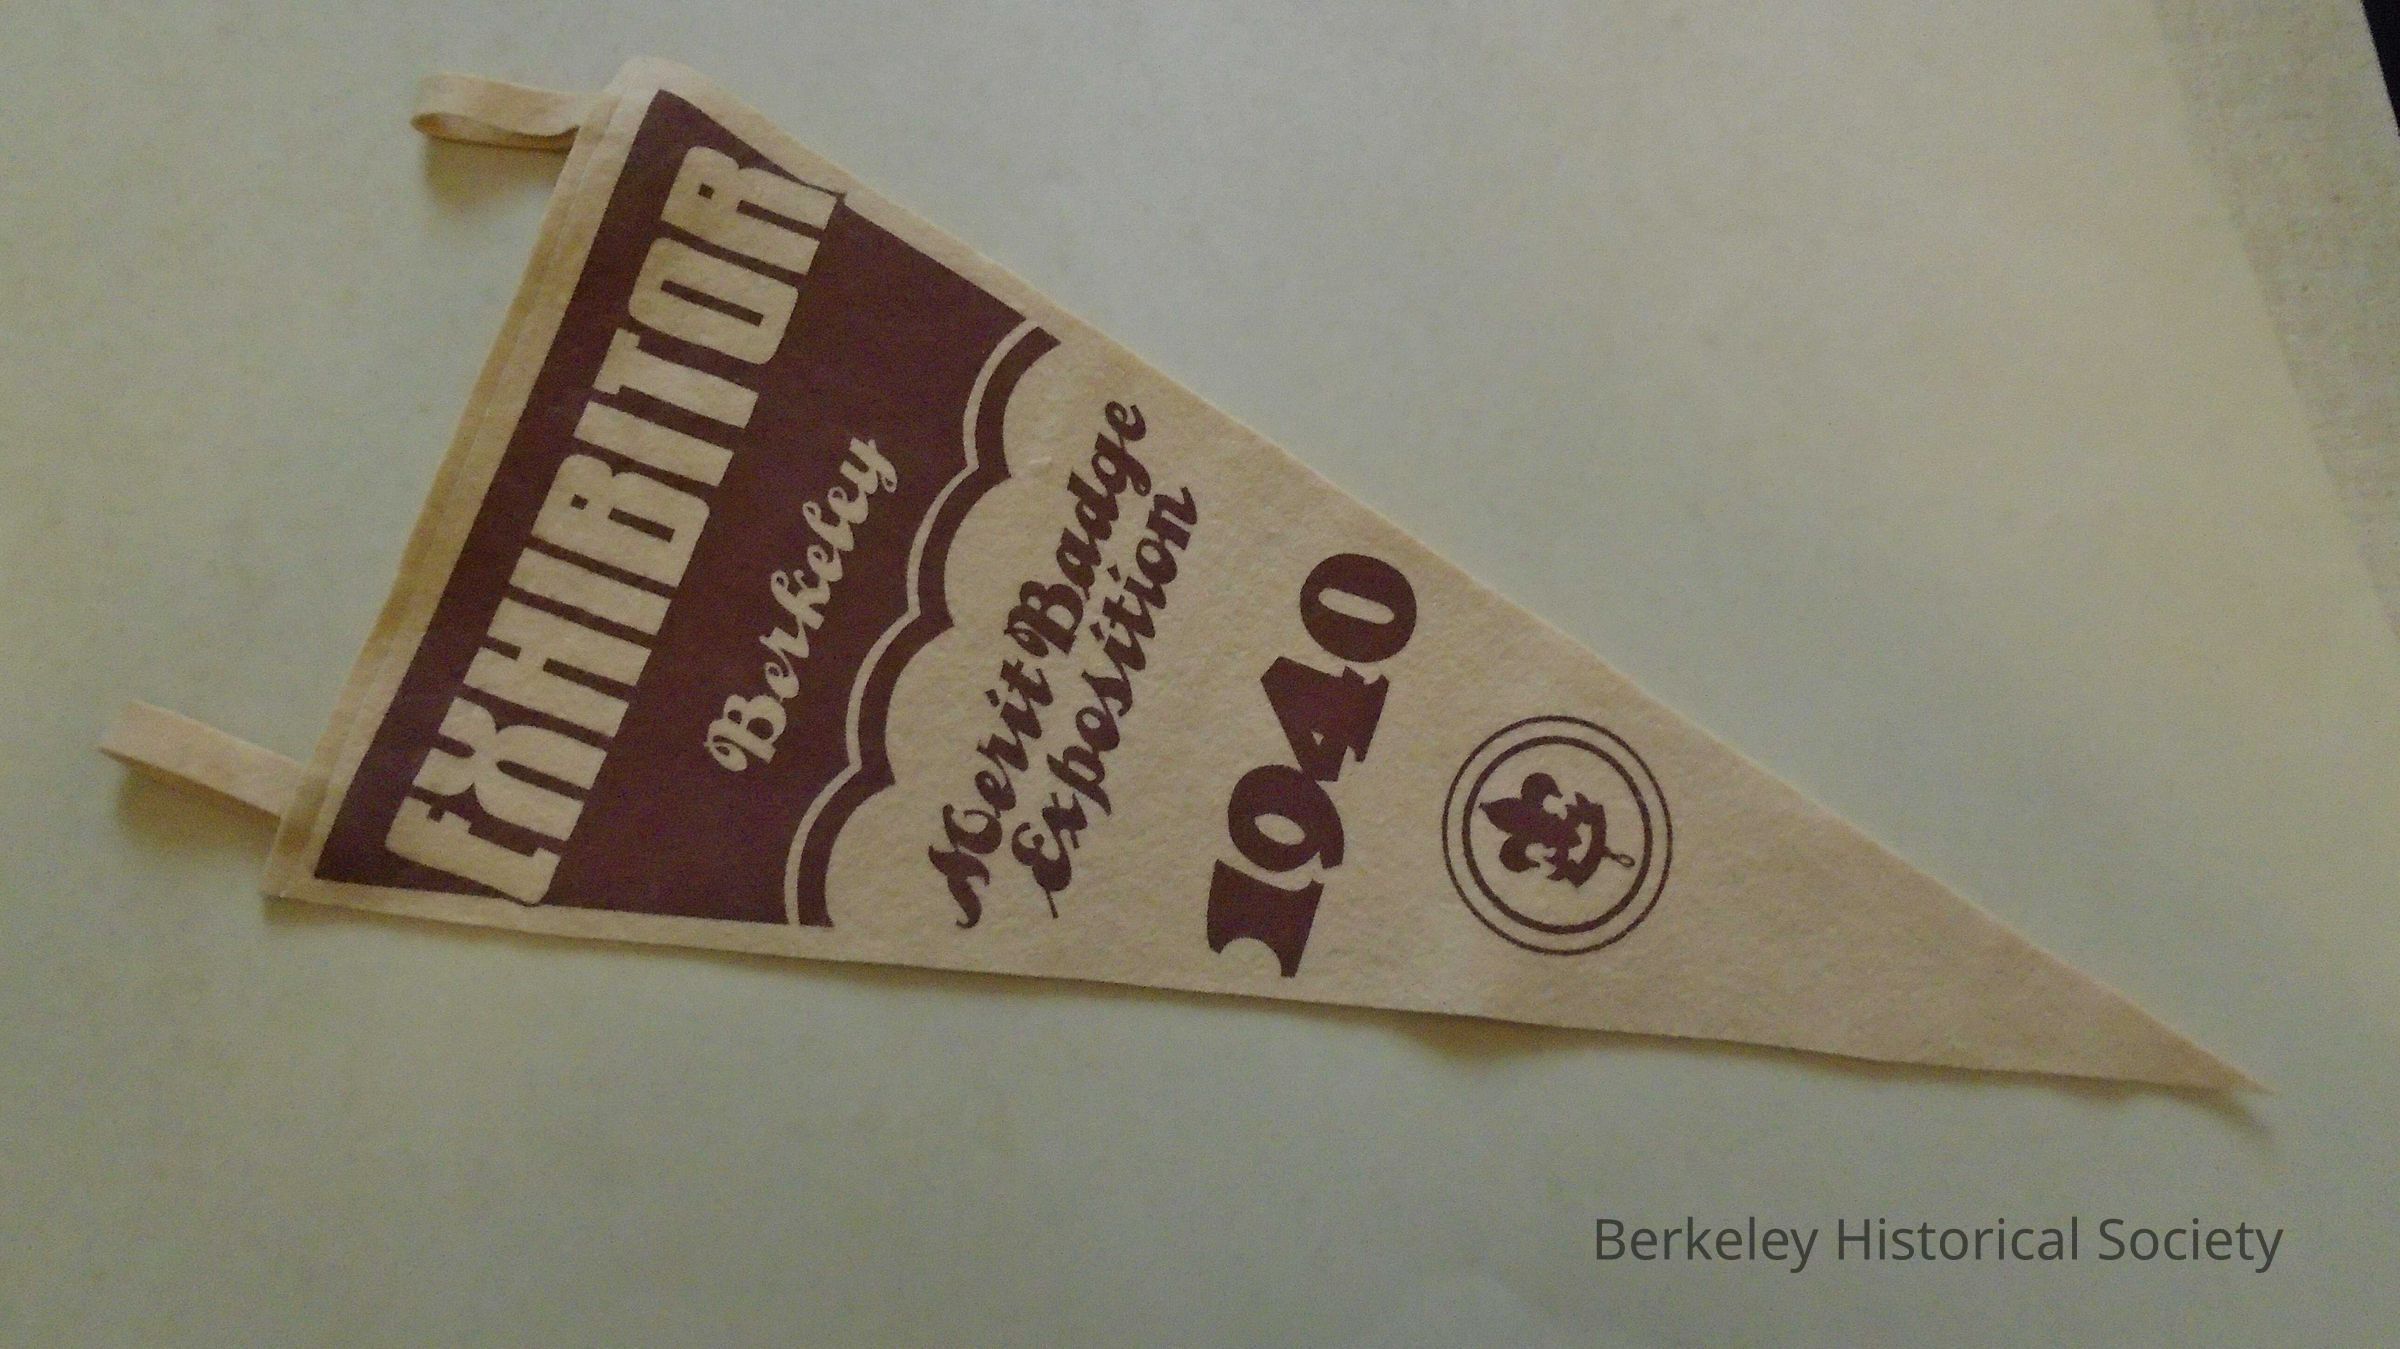 EXHIBITOR
Berkeley
Merit Badge
Exposition
1940
Berkeley Historical Society